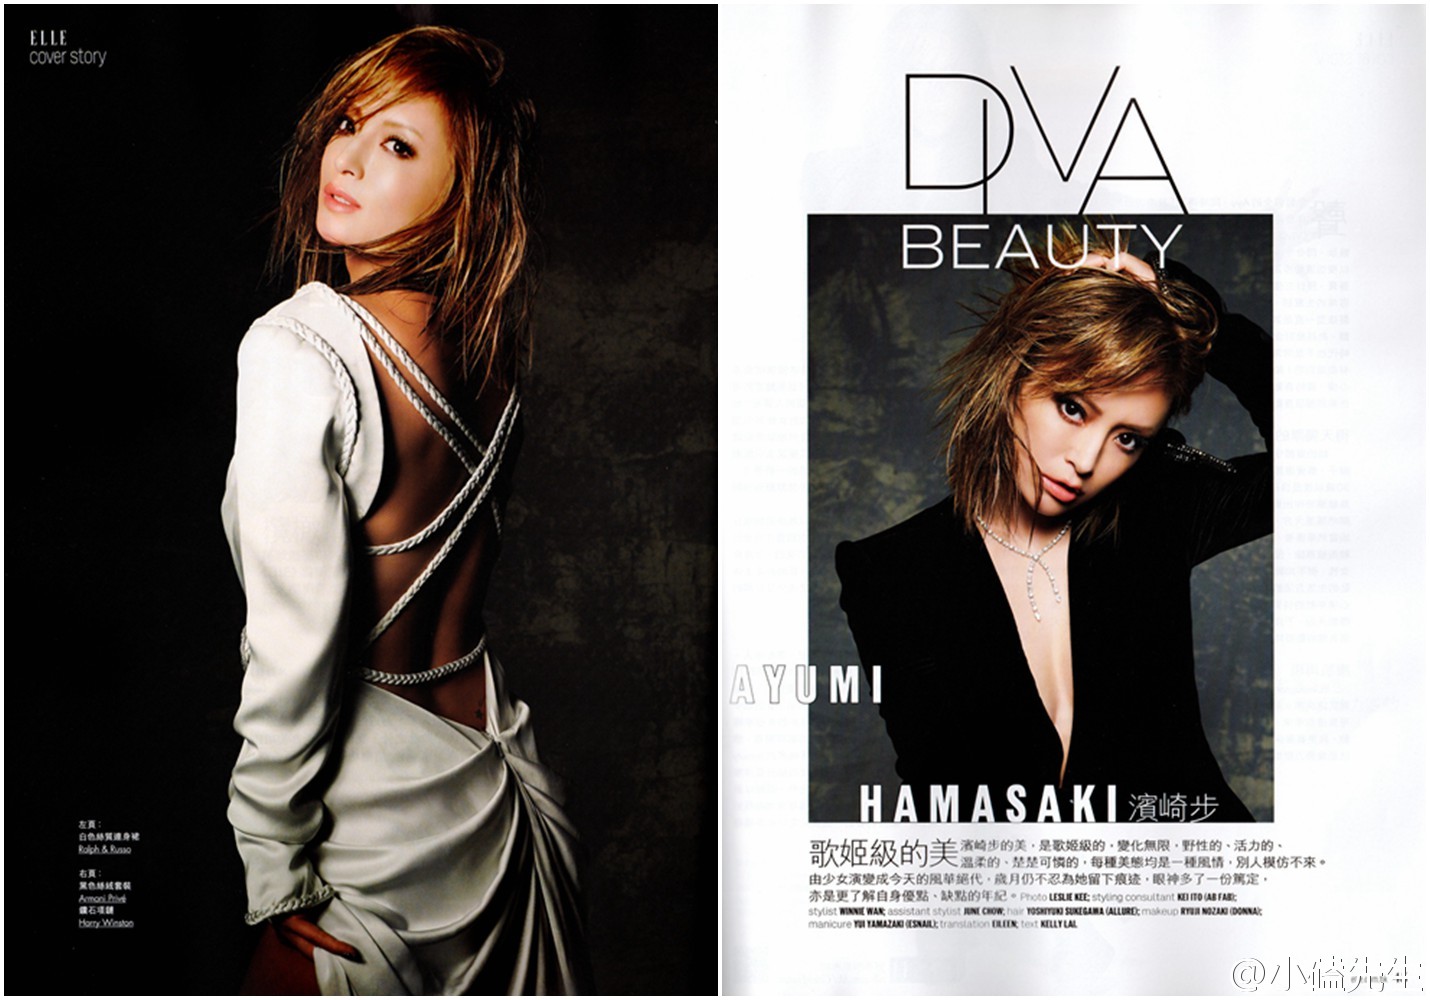 ELLE
cover story
左頁：
白色絲質連身裙
Ralph & Russo
右頁：
黑色絲絨套裝
Armani Privé
鑽石項鏈
Harry Winston
DIVA
BEAUTY
AYUMI
HAMASAKI 濱崎步
歌姬級的美 濱崎步的美，是歌姬級的，變化無限，野性的、活力的、
溫柔的、楚楚可憐的，每種美態均是一種風情，別人模仿不來。
由少女演變成今天的風華絕代，歲月仍不忍為她留下痕迹，眼神多了一份篤定，
亦是更了解自身優點、缺點的年紀。Photo LESLIE KEE; styling consultant KEI ITO (AB FAB);
stylist WINNIE WAN; assistant stylist JUNE CHOW; hair YOSHIYUKI SUKEGAWA (ALLURE); makeup RYUJI NOZAKI (DONNA);
manicure YUI YAMAZAKI (ESNAIL); translation EILEEN; text KELLY LAI.
@小磕先生